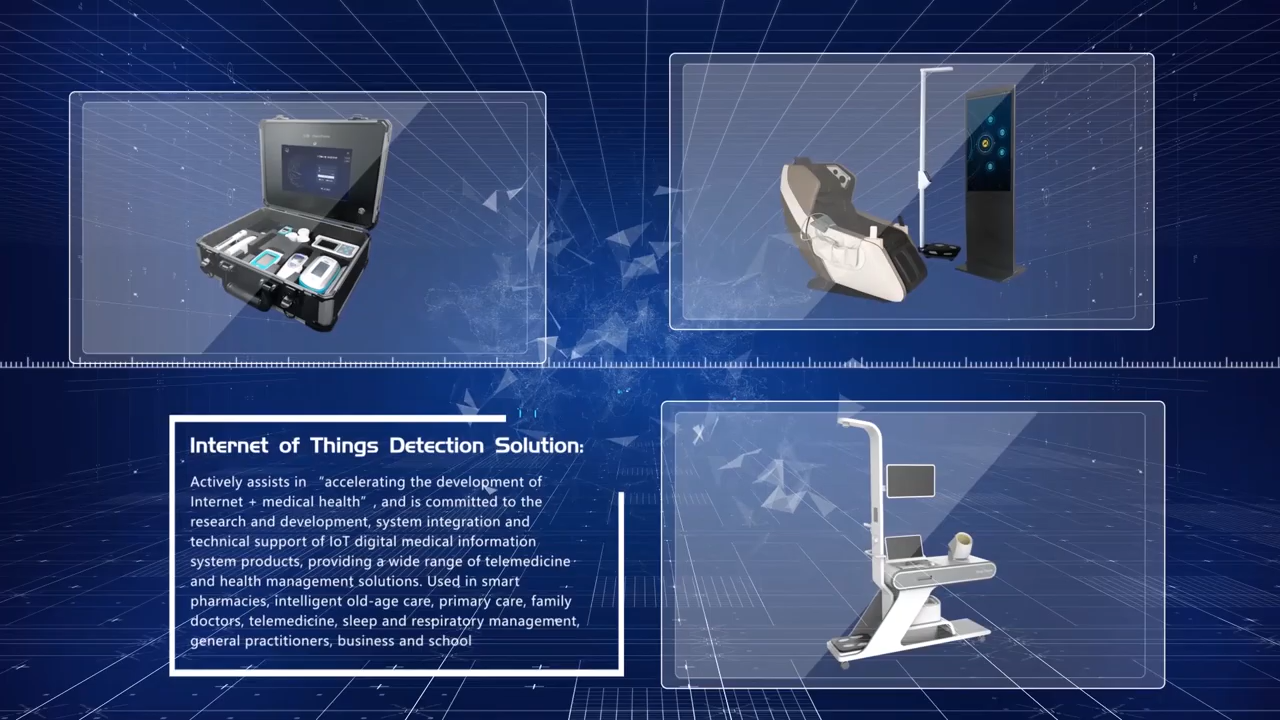 Internet of Things Detection Solution:
Actively assists in “accelerating the development of
Internet + medical health” , and is committed to the
research and development, system integration and
technical support of IoT digital medical information
system products, providing a wide range of telemedicine
and health management solutions. Used in smart
pharmacies, intelligent old-age care, primary care, family
doctors, telemedicine, sleep and respiratory management,
general practitioners, business and school